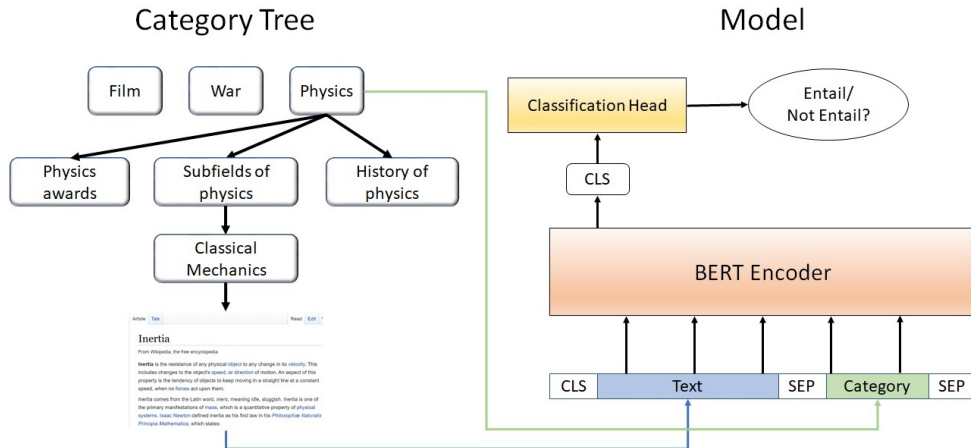 Category Tree
Model
Film
War
Physics
Physics
awards
Subfields of
physics
History of
physics
Classical
Mechanics
Article Talk
Read Edit
Inertia
From Wikipedia, the free encyclopedia
Inertia is the resistance of any physical object to any change in its velocity. This
includes changes to the object's speed, or direction of motion. An aspect of this
property is the tendency of objects to keep moving in a straight line at a constant
speed, when no forces act upon them.
Inertia comes from the Latin word, iners, meaning idle, sluggish. Inertia is one of
the primary manifestations of mass, which is a quantitative property of physical
systems. Isaac Newton defined inertia as his first law in his Philosophiæ Naturalis
Principia Mathematica, which states:
Classification Head
Entail/
Not Entail?
CLS
BERT Encoder
CLS
Text
SEP
Category
SEP